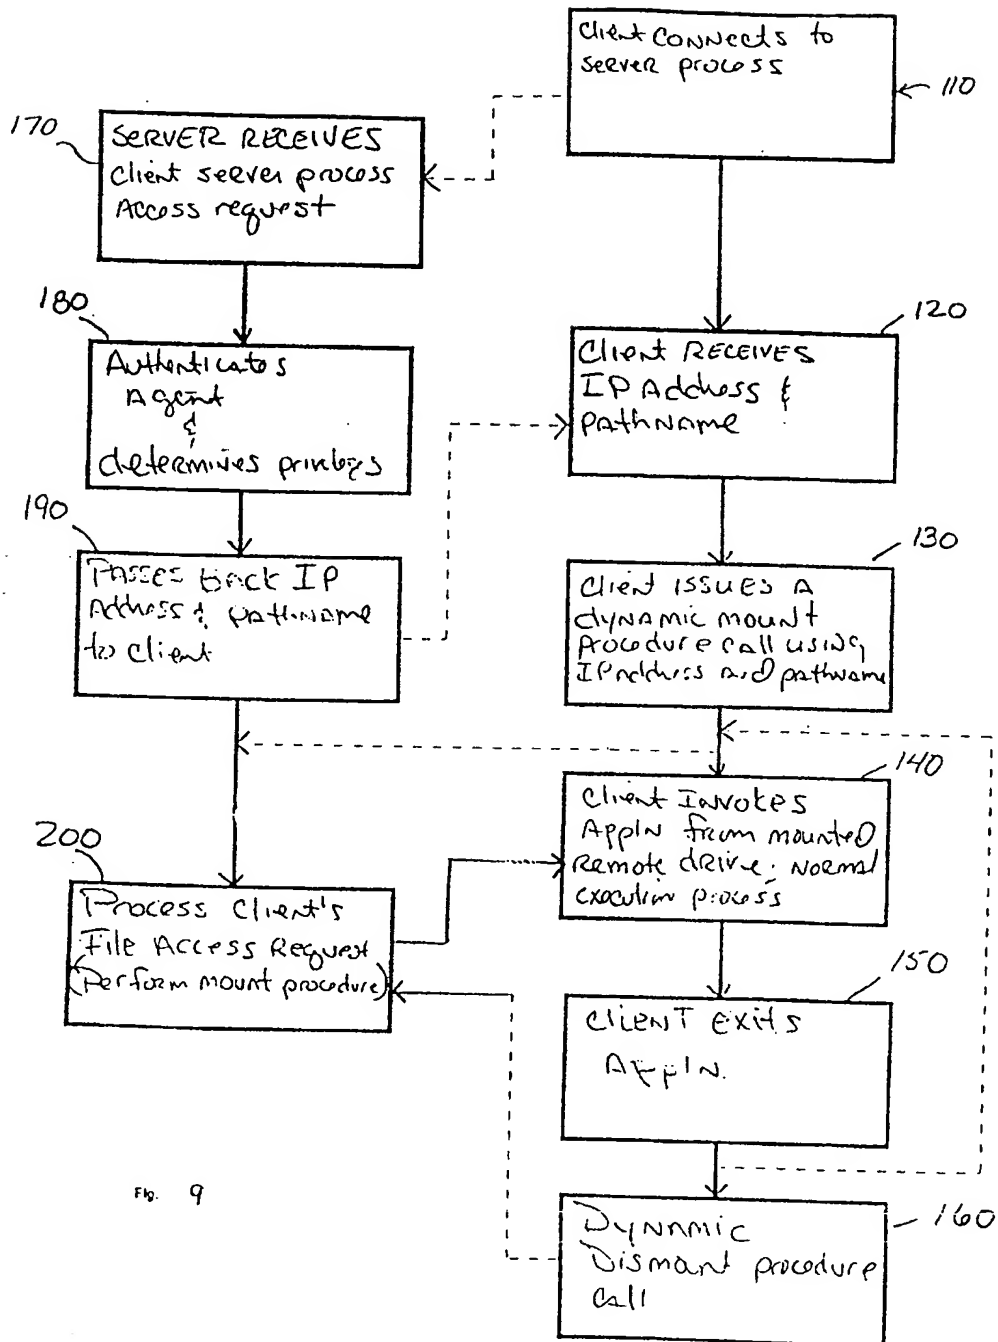 Client Connects to
server process
110
170
SERVER RECEIVES
client server process
Access request
180
Authenticates
Agent
&
determines
120
Client RECEIVES
IP Address &
pathname
190
Passes back IP
Address & pathname
to client
130
Client ISSUES A
dynamic mount
Procedure call using
IP address and pathname
140
Client Invokes
Appln from mounted
Remote drive; Normal
execution process
200
Process Client's
File Access Request
(Perform mount procedure)
150
CLIENT EXITS
Appln.
160
Dynamic
Dismant procedure
call
FIG. 9